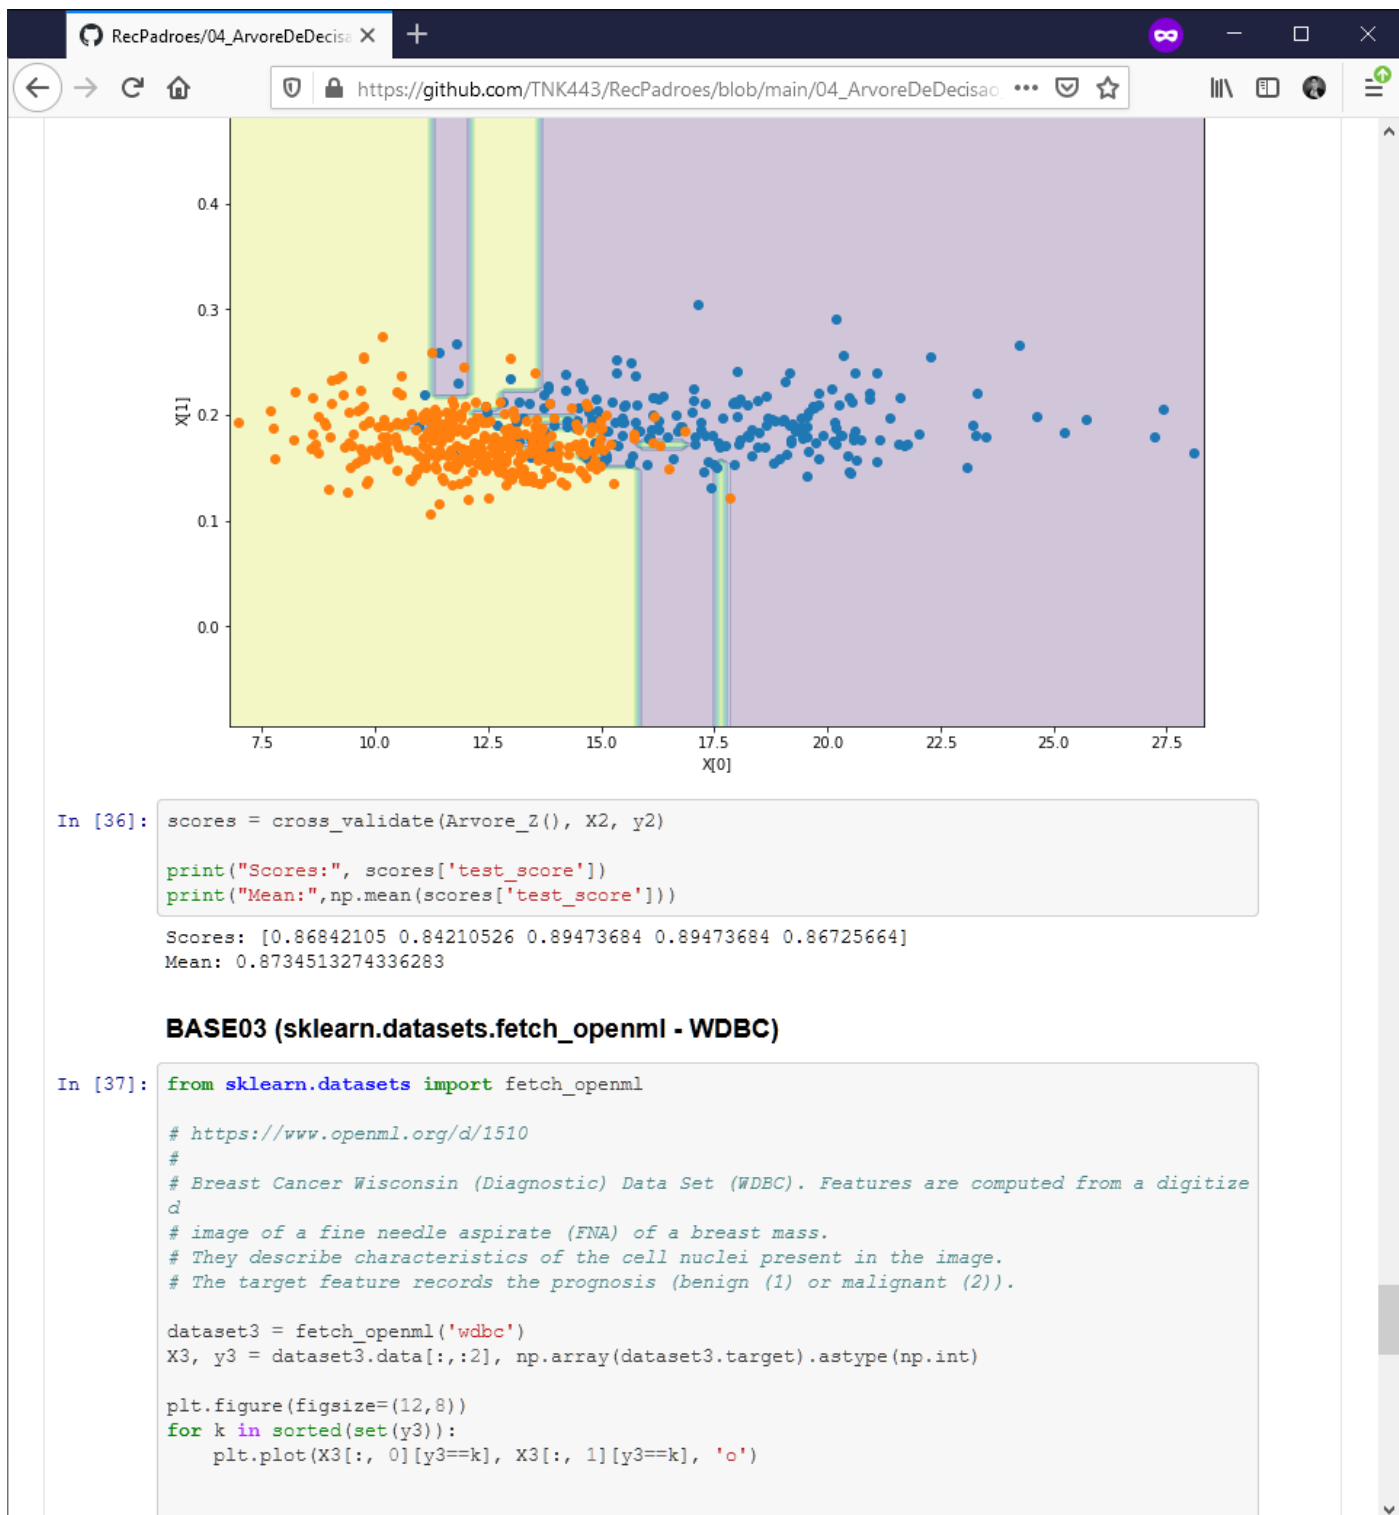 RecPadroes/04_ArvoreDeDecisa
https://github.com/TNK443/RecPadroes/blob/main/04_ArvoreDeDecisao_
0.4
0.3
0.2
0.1
0.0
X[1]
7.5 10.0 12.5 15.0 17.5 20.0 22.5 25.0 27.5
X[0]
In [36]: scores = cross_validate(Arvore_Z(), X2, y2)
print("Scores:", scores['test_score'])
print("Mean:",np.mean(scores['test_score']))
Scores: [0.86842105 0.84210526 0.89473684 0.89473684 0.86725664]
Mean: 0.8734513274336283
BASE03 (sklearn.datasets.fetch_openml - WDBC)
In [37]: from sklearn.datasets import fetch_openml
# https://www.openml.org/d/1510
#
# Breast Cancer Wisconsin (Diagnostic) Data Set (WDBC). Features are computed from a digitize
d
# image of a fine needle aspirate (FNA) of a breast mass.
# They describe characteristics of the cell nuclei present in the image.
# The target feature records the prognosis (benign (1) or malignant (2)).
dataset3 = fetch_openml('wdbc')
X3, y3 = dataset3.data[:,:2], np.array(dataset3.target).astype(np.int)
plt.figure(figsize=(12,8))
for k in sorted(set(y3)):
    plt.plot(X3[:, 0][y3==k], X3[:, 1][y3==k], 'o')